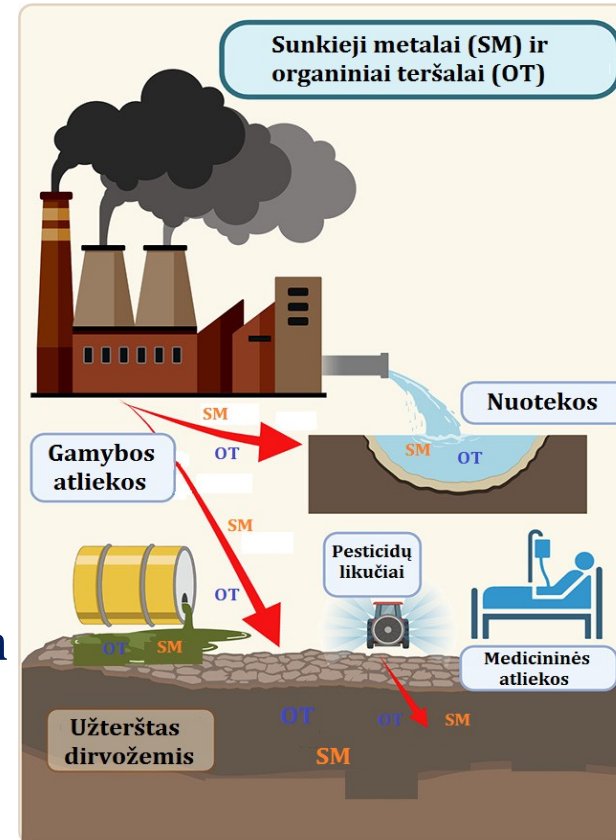 Sunkieji metalai (SM) ir
organiniai teršalai (OT)
SM
OT
Nuotekos
SM
OT
Gamybos
atliekos
SM
OT
Pesticidų
likučiai
OT
SM
Medicininės
atliekos
OT
OT
SM
SM
Užterštas
dirvožemis